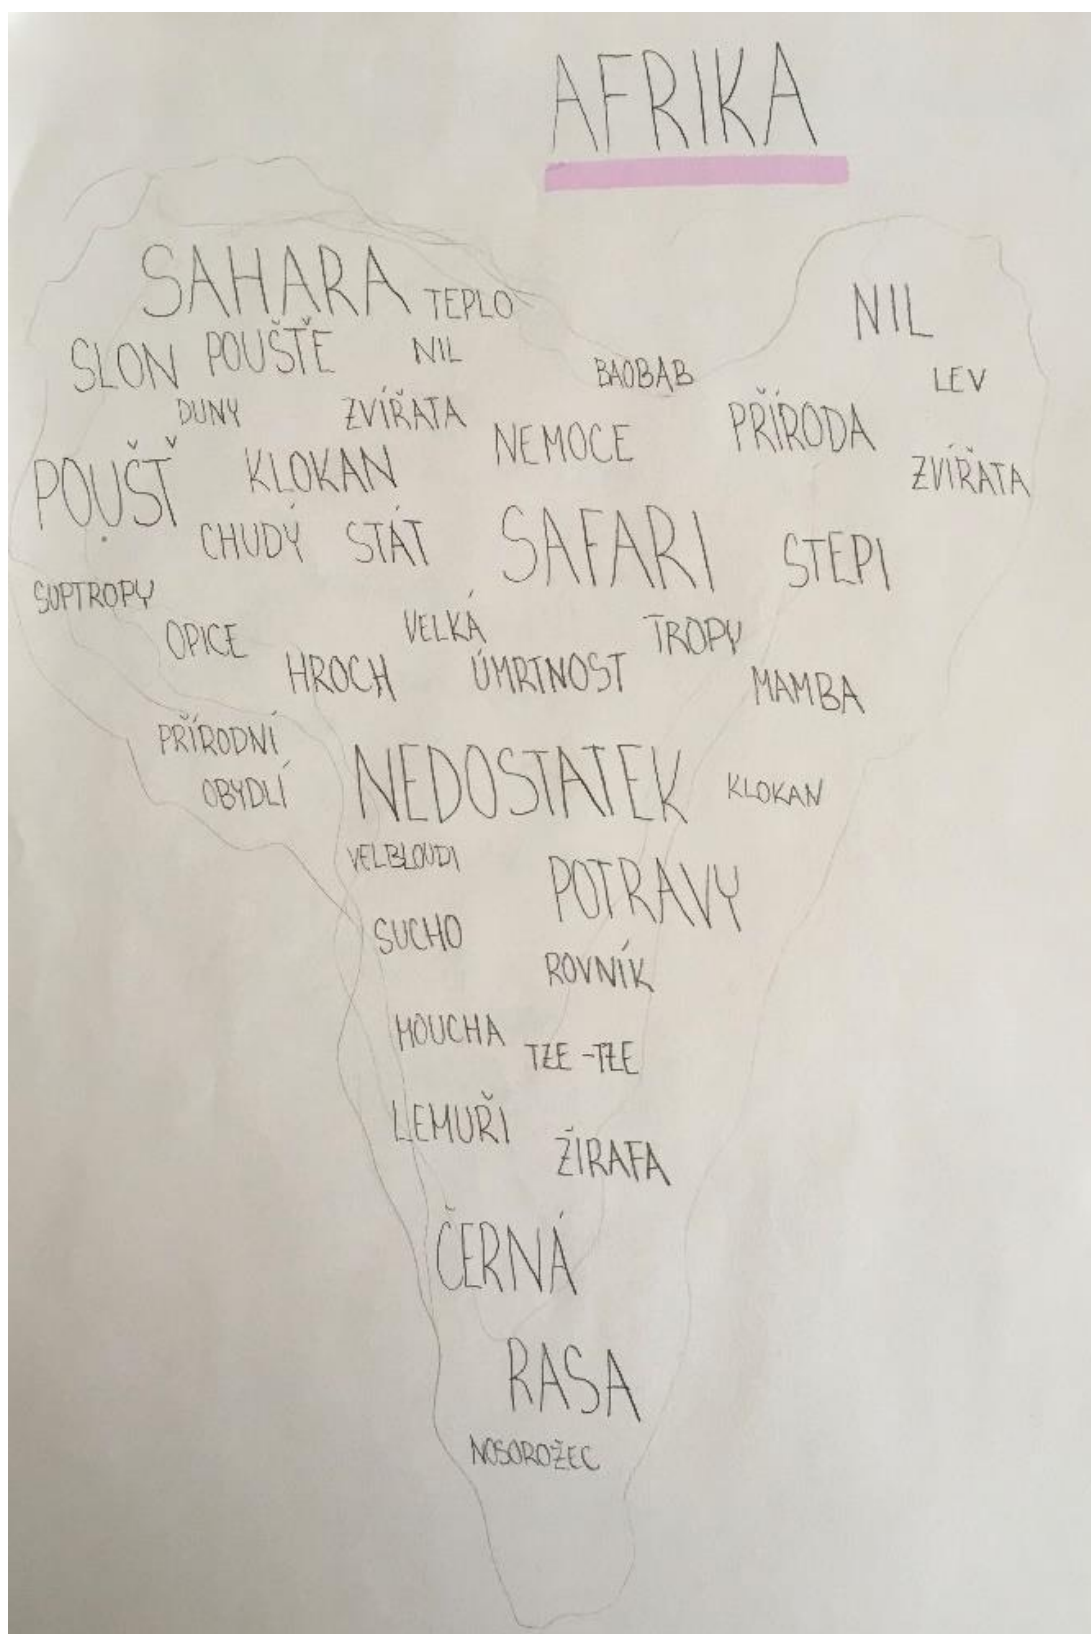 AFRIKA
SAHARA TEPLO
NIL
SLON POUŠTĚ NIL
BAOBAB
LEV
DUNY ZVÍŘATA
NEMOCE
PŘÍRODA
POUŠŤ KLOKAN
ZVÍŘATA
CHUDÝ STÁT
SAFARI
STEPI
SUPTROPY
OPICE
VELKÁ
TROPY
HROCH
ÚMRTNOST
MAMBA
PŘÍRODNÍ
OBYDLÍ
NEDOSTATEK
KLOKAN
VELBLOUDI
POTRAVY
SUCHO
ROVNÍK
MOUCHA
TZE-TZE
LEMUŘI
ŽIRAFA
ČERNÁ
RASA
NOSOROŽEC